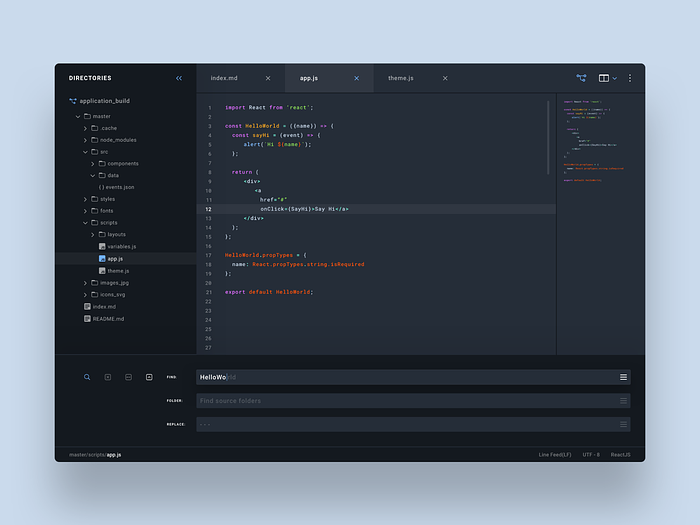 DIRECTORIES
application_build
master
.cache
node_modules
src
components
data
{ } events.json
styles
fonts
scripts
layouts
variables.js
app.js
theme.js
images_jpg
icons_svg
index.md
README.md
index.md
app.js
theme.js
1 import React from 'react';
2
3 const HelloWorld = ({name}) => {
4 const sayHi = (event) => {
5 alert(`Hi ${name}`);
6 };
7
8 return (
9 <div>
10 <a
11 href="#"
12 onClick={SayHi}>Say Hi</a>
13 </div>
14 );
15 };
16
17 HelloWorld.propTypes = {
18 name: React.propTypes.string.isRequired
19 };
20
21 export default HelloWorld;
22
23
24
25
26
27
FIND:
HelloWorld
FOLDER:
Find source folders
REPLACE:
...
master/scripts/app.js
Line Feed(LF)
UTF - 8
ReactJS